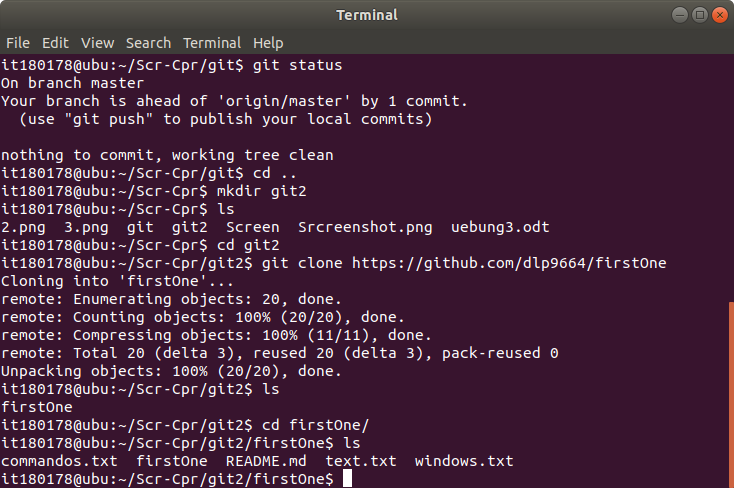 Terminal
File Edit View Search Terminal Help
it180178@ubu:~/Scr-Cpr/git$ git status
On branch master
Your branch is ahead of 'origin/master' by 1 commit.
  (use "git push" to publish your local commits)

nothing to commit, working tree clean
it180178@ubu:~/Scr-Cpr/git$ cd ..
it180178@ubu:~/Scr-Cpr$ mkdir git2
it180178@ubu:~/Scr-Cpr$ ls
2.png  3.png  git  git2  Screen  Srcreenshot.png  uebung3.odt
it180178@ubu:~/Scr-Cpr$ cd git2
it180178@ubu:~/Scr-Cpr/git2$ git clone https://github.com/dlp9664/firstOne
Cloning into 'firstOne'...
remote: Enumerating objects: 20, done.
remote: Counting objects: 100% (20/20), done.
remote: Compressing objects: 100% (11/11), done.
remote: Total 20 (delta 3), reused 20 (delta 3), pack-reused 0
Unpacking objects: 100% (20/20), done.
it180178@ubu:~/Scr-Cpr/git2$ ls
firstOne
it180178@ubu:~/Scr-Cpr/git2$ cd firstOne/
it180178@ubu:~/Scr-Cpr/git2/firstOne$ ls
commandos.txt  firstOne  README.md  text.txt  windows.txt
it180178@ubu:~/Scr-Cpr/git2/firstOne$